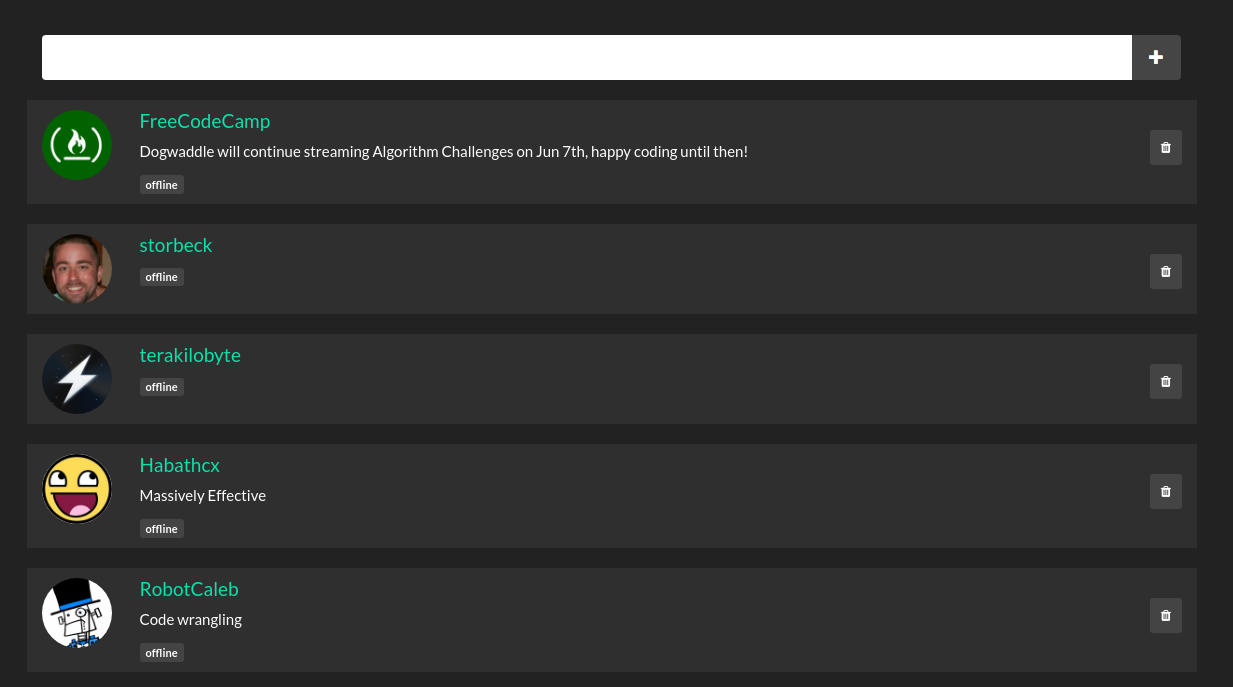 FreeCodeCamp
Dogwaddle will continue streaming Algorithm Challenges on Jun 7th, happy coding until then!
offline
storbeck
offline
terakilobyte
offline
Habathcx
Massively Effective
offline
RobotCaleb
Code wrangling
offline